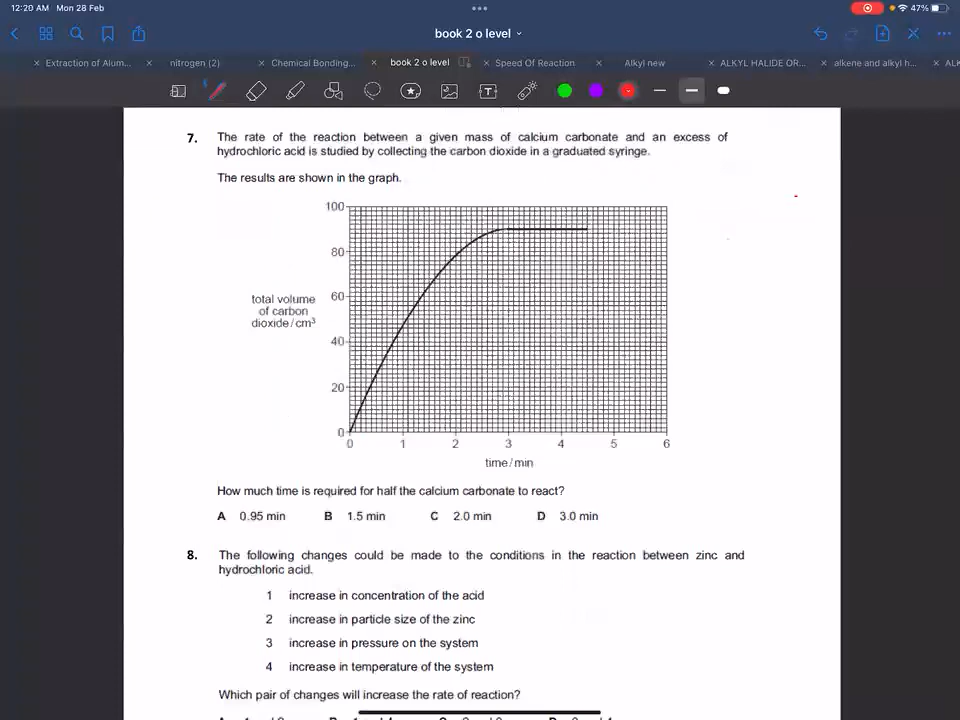 12:20 AM Mon 28 Feb
47%
book 2 o level
Extraction of Alum...
nitrogen (2)
Chemical Bonding...
book 2 o level
Speed Of Reaction
Alkyl new
ALKYL HALIDE OR...
alkene and alkyl h...
7. The rate of the reaction between a given mass of calcium carbonate and an excess of
hydrochloric acid is studied by collecting the carbon dioxide in a graduated syringe.
The results are shown in the graph.
100
80
60
40
20
0
total volume
of carbon
dioxide / cm³
0 1 2 3 4 5 6
time / min
How much time is required for half the calcium carbonate to react?
A 0.95 min B 1.5 min C 2.0 min D 3.0 min
8. The following changes could be made to the conditions in the reaction between zinc and
hydrochloric acid.
1 increase in concentration of the acid
2 increase in particle size of the zinc
3 increase in pressure on the system
4 increase in temperature of the system
Which pair of changes will increase the rate of reaction?